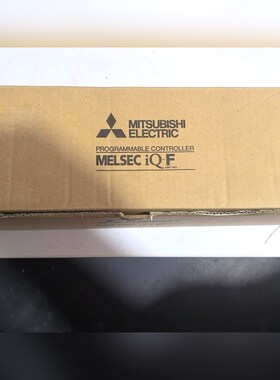 MITSUBISHI
ELECTRIC
PROGRAMMABLE CONTROLLER
MELSEC iQ-F